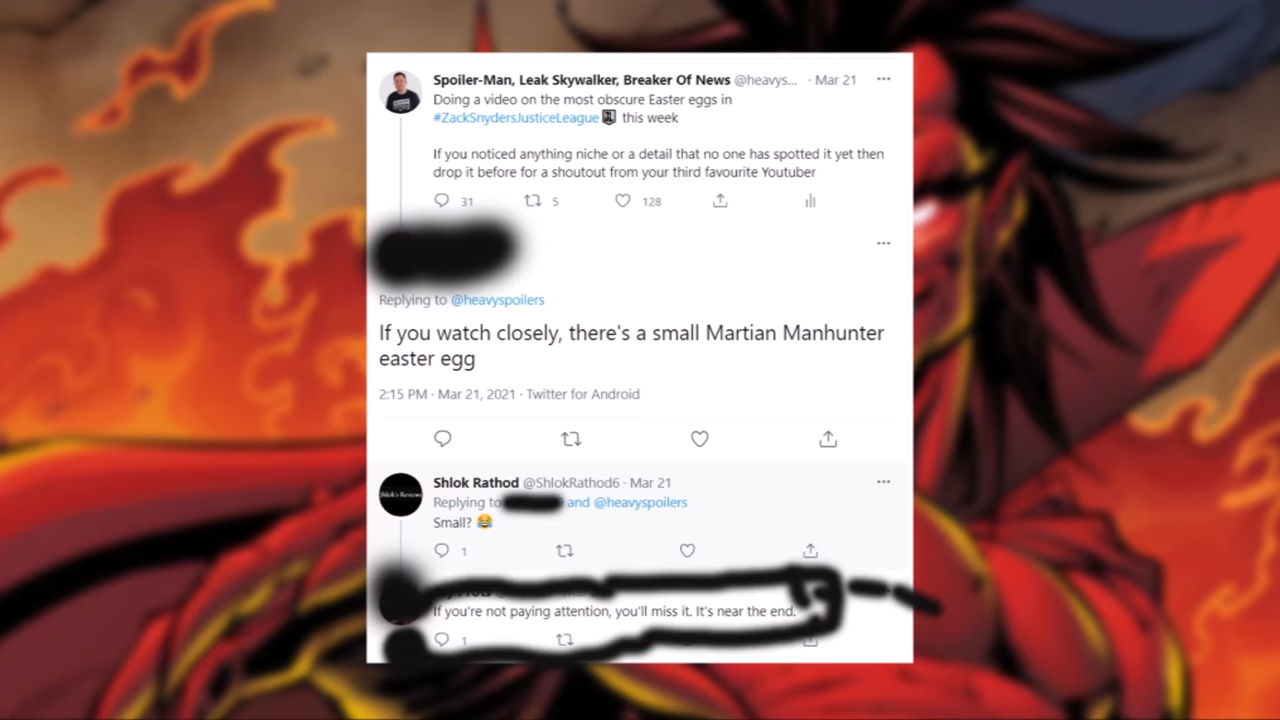 Spoiler-Man, Leak Skywalker, Breaker Of News @heavys... · Mar 21
Doing a video on the most obscure Easter eggs in
#ZackSnydersJusticeLeague this week
If you noticed anything niche or a detail that no one has spotted it yet then
drop it before for a shoutout from your third favourite Youtuber
31 5 128
Replying to @heavyspoilers
If you watch closely, there's a small Martian Manhunter
easter egg
2:15 PM · Mar 21, 2021 · Twitter for Android
Shlok's Reviews
Shlok Rathod @ShlokRathod6 · Mar 21
Replying to and @heavyspoilers
Small? 😂
1
If you're not paying attention, you'll miss it. It's near the end.
1